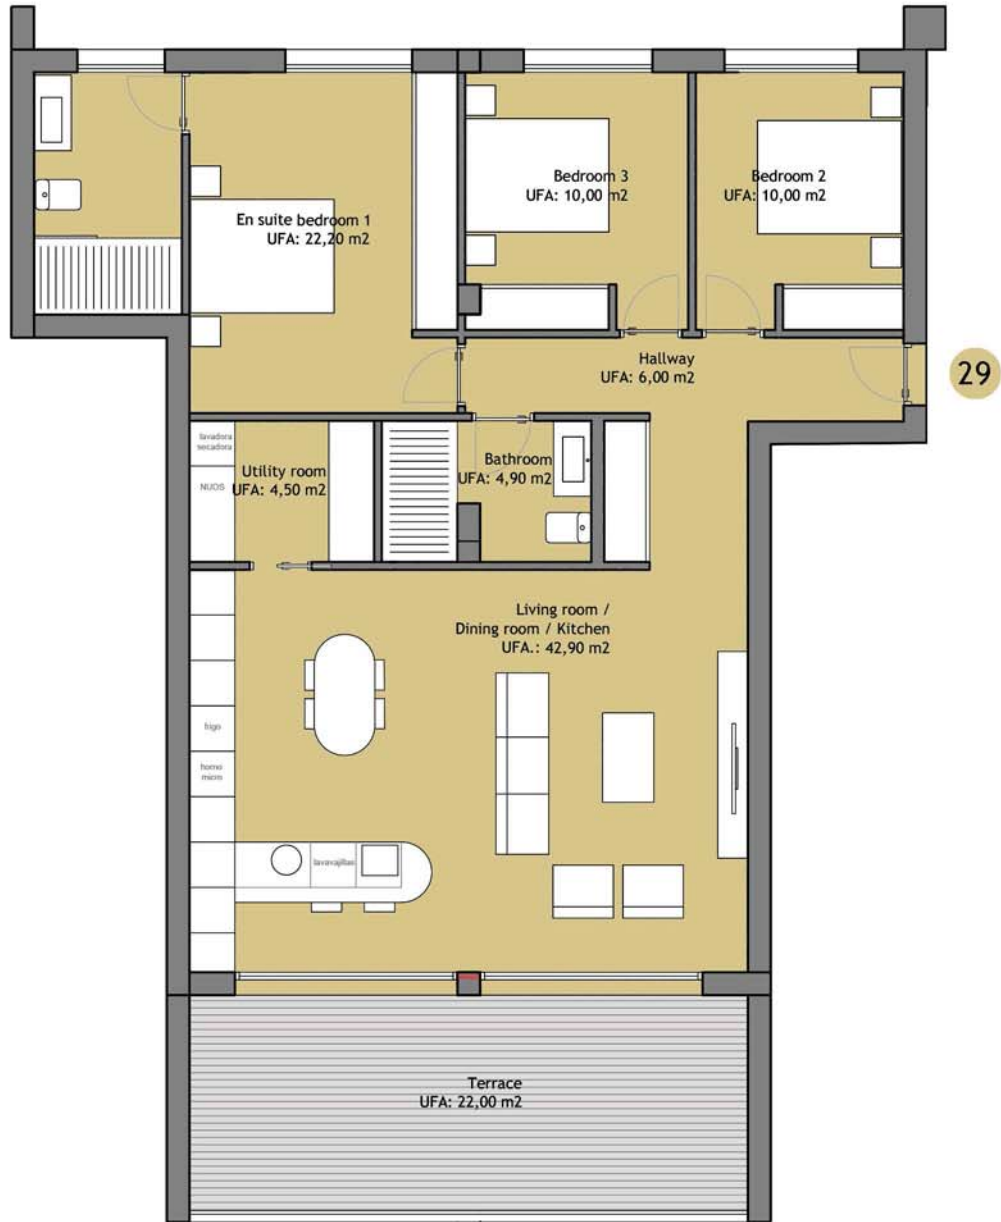 Bedroom 3
UFA: 10,00 m2
Bedroom 2
UFA: 10,00 m2
En suite bedroom 1
UFA: 22,20 m2
Hallway
UFA: 6,00 m2
29
lavadora
secadora
NUOS
Utility room
UFA: 4,50 m2
Bathroom
UFA: 4,90 m2
Living room /
Dining room / Kitchen
UFA.: 42,90 m2
frigo
horno
micro
lavavajillas
Terrace
UFA: 22,00 m2